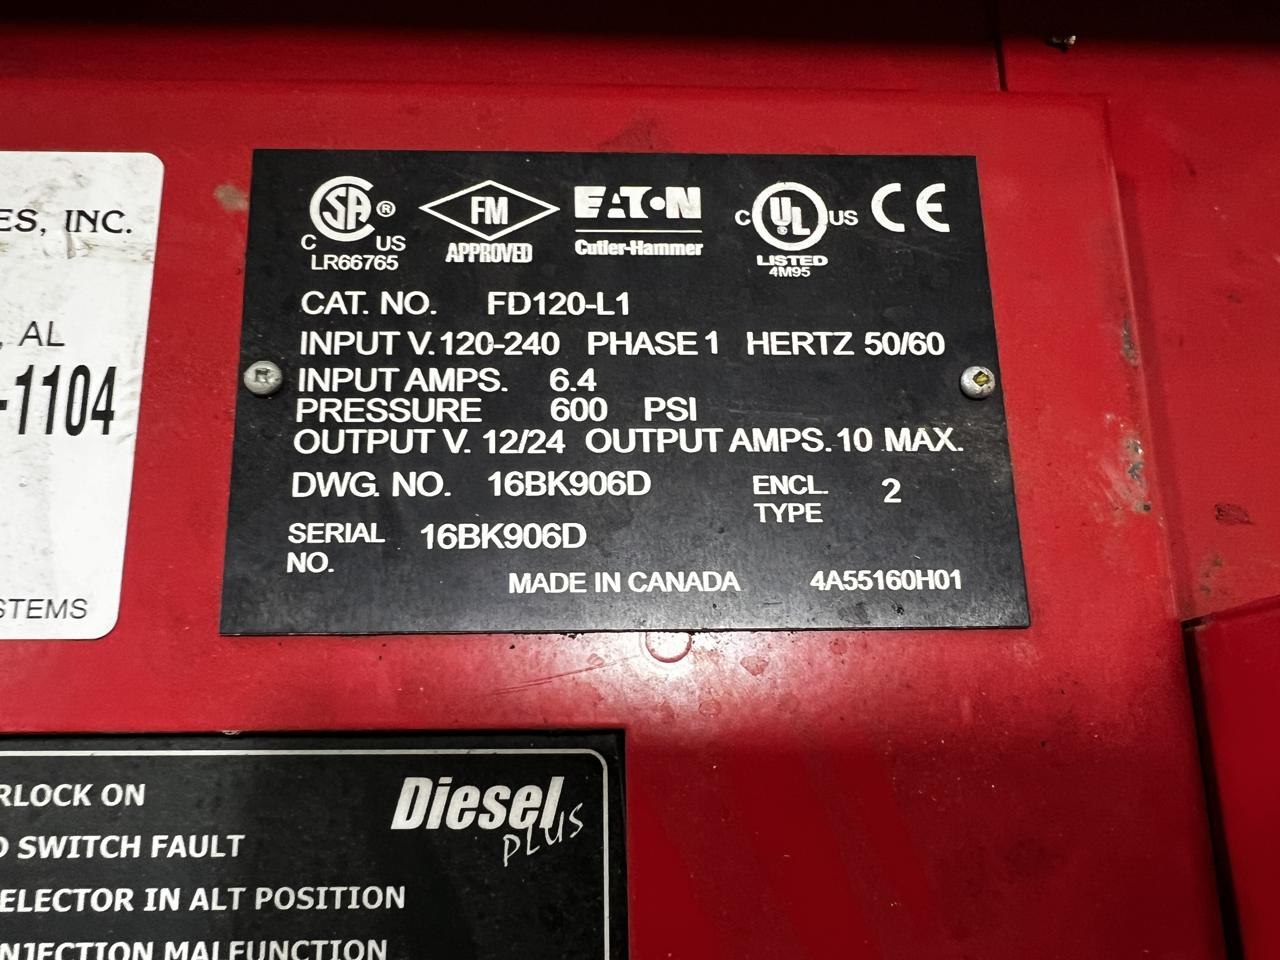 ES, INC.
, AL
-1104
STEMS
SA ®
C US
LR66765
FM
APPROVED
EATON
Cutler-Hammer
C UL ® US
LISTED
4M95
CE
CAT. NO. FD120-L1
INPUT V. 120-240 PHASE 1 HERTZ 50/60
INPUT AMPS. 6.4
PRESSURE 600 PSI
OUTPUT V. 12/24 OUTPUT AMPS. 10 MAX.
DWG. NO. 16BK906D ENCL. TYPE 2
SERIAL NO. 16BK906D
MADE IN CANADA 4A55160H01
Diesel
PLUS
RLOCK ON
D SWITCH FAULT
ELECTOR IN ALT POSITION
NJECTION MALFUNCTION